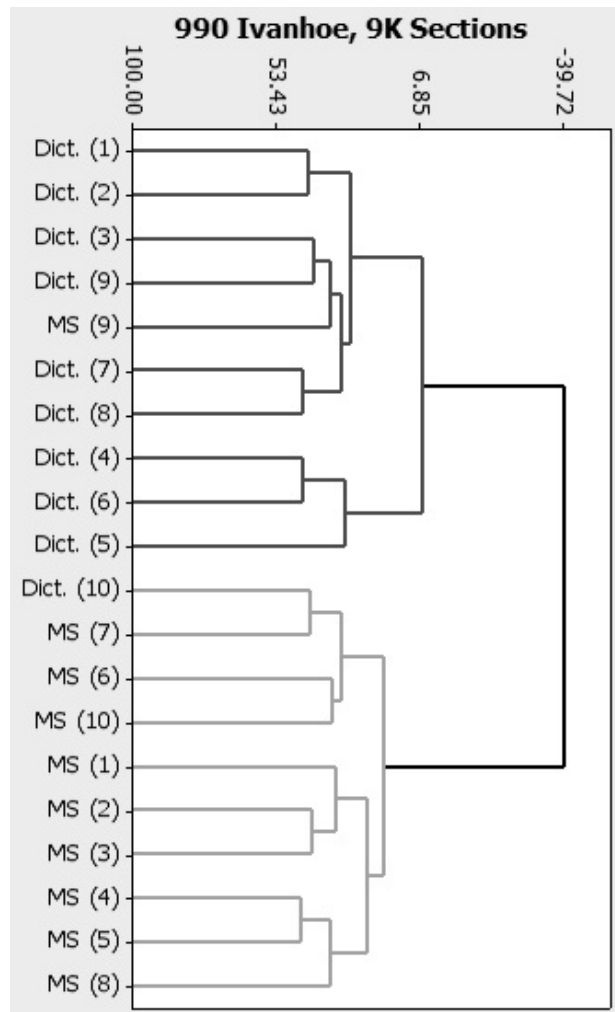 990 Ivanhoe, 9K Sections
100.00 53.43 6.85 -39.72
Dict. (1)
Dict. (2)
Dict. (3)
Dict. (9)
MS (9)
Dict. (7)
Dict. (8)
Dict. (4)
Dict. (6)
Dict. (5)
Dict. (10)
MS (7)
MS (6)
MS (10)
MS (1)
MS (2)
MS (3)
MS (4)
MS (5)
MS (8)